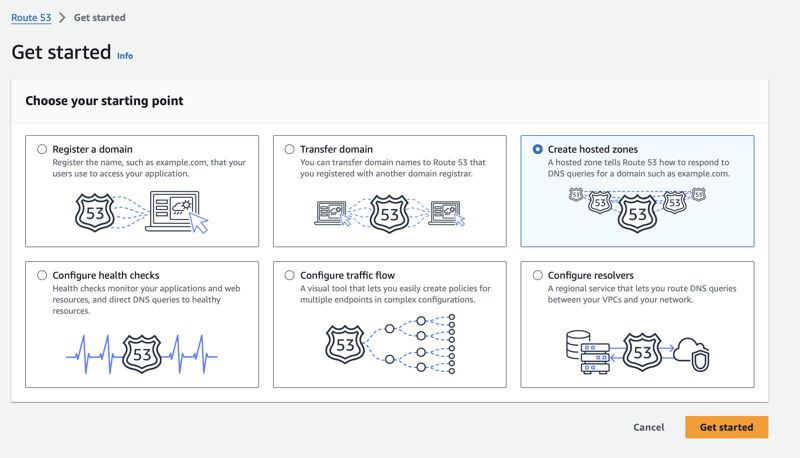 Route 53 > Get started
Get started Info
Choose your starting point
Register a domain
Register the name, such as example.com, that your
users use to access your application.
53
Transfer domain
You can transfer domain names to Route 53 that
you registered with another domain registrar.
53
Create hosted zones
A hosted zone tells Route 53 how to respond to
DNS queries for a domain such as example.com.
53 53 53 53 53
Configure health checks
Health checks monitor your applications and web
resources, and direct DNS queries to healthy
resources.
53
Configure traffic flow
A visual tool that lets you easily create policies for
multiple endpoints in complex configurations.
53
Configure resolvers
A regional service that lets you route DNS queries
between your VPCs and your network.
53
Cancel Get started